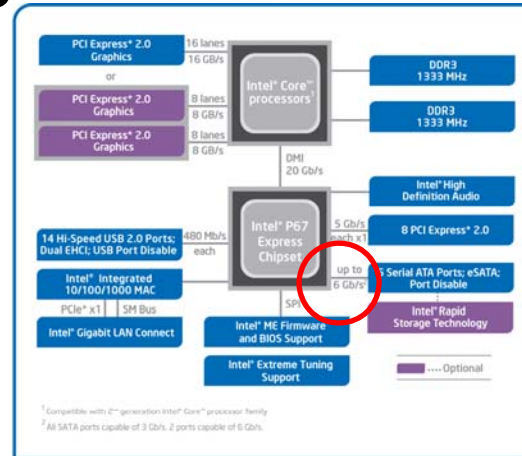 PCI Express* 2.0
Graphics
16 lanes
16 GB/s
or
PCI Express* 2.0
Graphics
8 lanes
8 GB/s
PCI Express* 2.0
Graphics
8 lanes
8 GB/s
Intel® Core™
processors¹
DDR3
1333 MHz
DDR3
1333 MHz
DMI
20 Gb/s
Intel® High
Definition Audio
Intel® P67
Express
Chipset
5 Gb/s
each x1
8 PCI Express* 2.0
14 Hi-Speed USB 2.0 Ports;
Dual EHCI; USB Port Disable
480 Mb/s
each
up to
6 Gb/s²
Serial ATA Ports; eSATA;
Port Disable
Intel® Integrated
10/100/1000 MAC
PCIe* x1
SM Bus
Intel® Gigabit LAN Connect
SPI
Intel® Rapid
Storage Technology
Intel® ME Firmware
and BIOS Support
Intel® Extreme Tuning
Support
Optional
¹ Compatible with 2ⁿᵈ generation Intel® Core™ processor family
² All SATA ports capable of 3 Gb/s. 2 ports capable of 6 Gb/s.